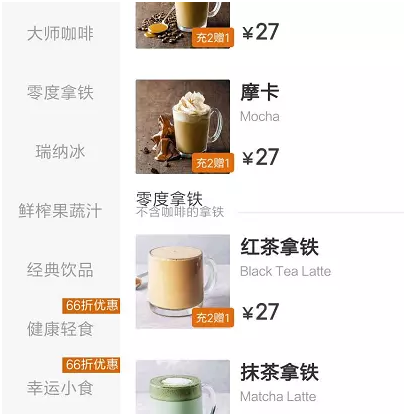 大师咖啡
零度拿铁
瑞纳冰
鲜榨果蔬汁
经典饮品
66折优惠
健康轻食
66折优惠
幸运小食
充2赠1
¥27
摩卡
Mocha
充2赠1
¥27
零度拿铁
不含咖啡的拿铁
红茶拿铁
Black Tea Latte
充2赠1
¥27
抹茶拿铁
Matcha Latte